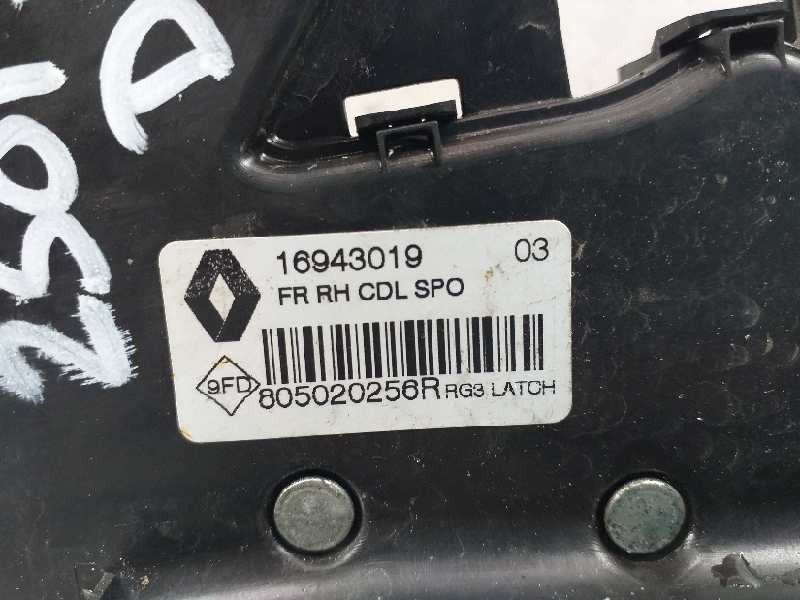 16943019 03
FR RH CDL SPO
9FD 805020256R RG3 LATCH
D